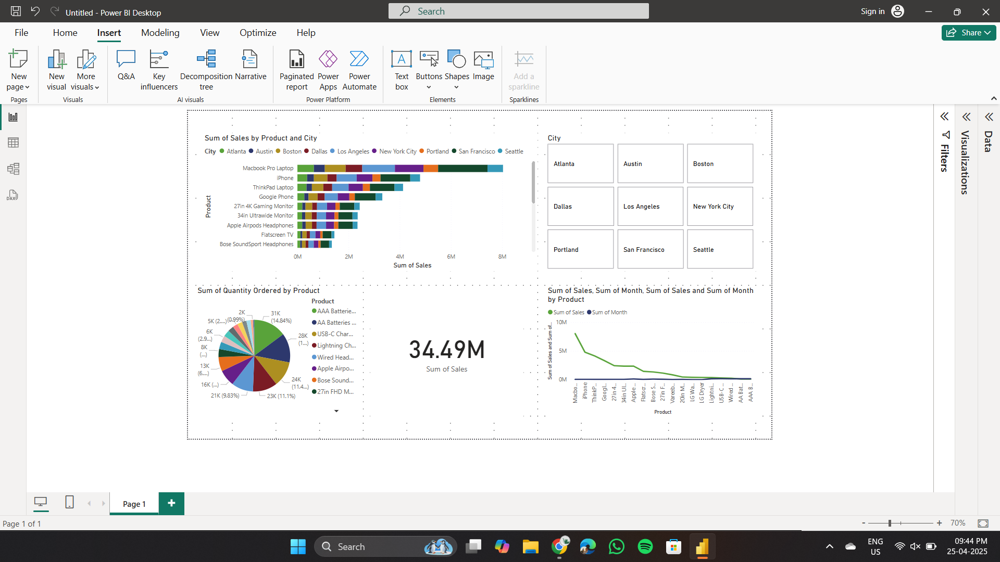 Untitled - Power BI Desktop
Search
Sign in
File Home Insert Modeling View Optimize Help
Share
New page
New visual
More visuals
Q&A
Key influencers
Decomposition tree
Narrative
Paginated report
Power Apps
Power Automate
Text box
Buttons
Shapes
Image
Add a sparkline
Pages
Visuals
AI visuals
Power Platform
Elements
Sparklines
DAX
Sum of Sales by Product and City
City Atlanta Austin Boston Dallas Los Angeles New York City Portland San Francisco Seattle
Product
Macbook Pro Laptop
iPhone
ThinkPad Laptop
Google Phone
27in 4K Gaming Monitor
34in Ultrawide Monitor
Apple Airpods Headphones
Flatscreen TV
Bose SoundSport Headphones
0M 2M 4M 6M 8M
Sum of Sales
City
Atlanta Austin Boston
Dallas Los Angeles New York City
Portland San Francisco Seattle
Filters
Visualizations
Data
Sum of Quantity Ordered by Product
31K
(14.84%)
28K
(1...)
24K
(11.4...)
23K (11.1%)
21K (9.83%)
16K (...)
13K
(6....)
8K
(...)
6K
(2.9...)
5K (2....)
2K
(0.99%)
Product
AAA Batterie...
AA Batteries ...
USB-C Char...
Lightning Ch...
Wired Head...
Apple Airpo...
Bose Sound...
27in FHD M...
34.49M
Sum of Sales
Sum of Sales, Sum of Month, Sum of Sales and Sum of Month
by Product
Sum of Sales Sum of Month
Sum of Sales and Sum of...
10M
5M
0M
Macbo...
iPhone
ThinkP...
Googl...
27in 4...
34in Ul...
Apple ...
Flatscr...
Bose S...
27in F...
Vareeb...
20in M...
LG Wa...
LG Dryer
Lightni...
USB-C ...
Wired ...
AA Bat...
AAA B...
Product
Page 1
+
Page 1 of 1
- + 70%
Search
ENG
US
09:44 PM
25-04-2025